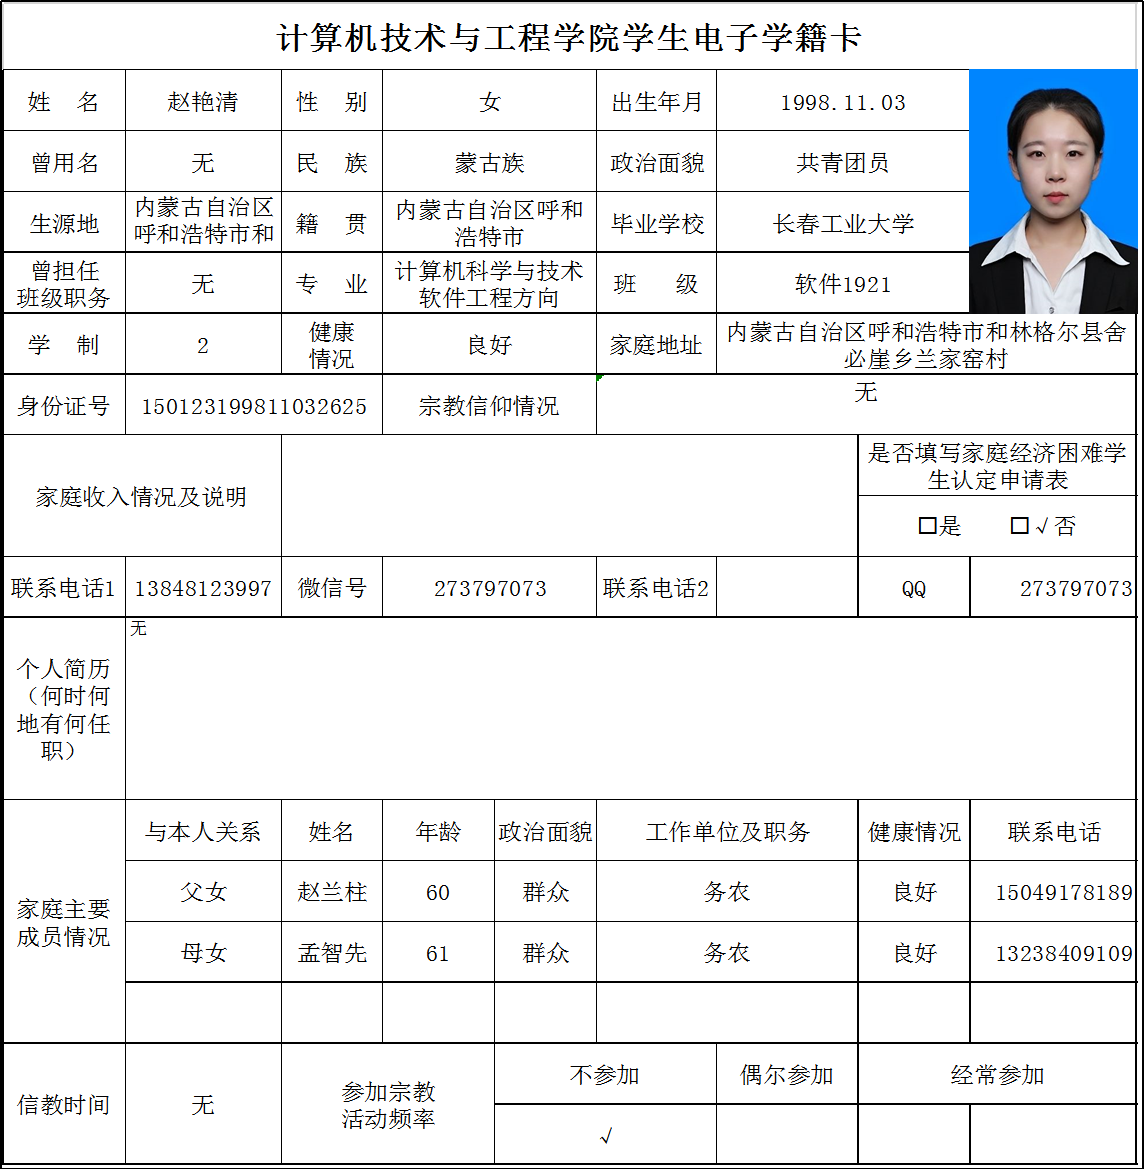 计算机技术与工程学院学生电子学籍卡
姓 名 赵艳清 性 别 女 出生年月 1998.11.03
曾用名 无 民 族 蒙古族 政治面貌 共青团员
生源地 内蒙古自治区呼和浩特市和 籍 贯 内蒙古自治区呼和浩特市 毕业学校 长春工业大学
曾担任班级职务 无 专 业 计算机科学与技术软件工程方向 班 级 软件1921
学 制 2 健康情况 良好 家庭地址 内蒙古自治区呼和浩特市和林格尔县舍必崖乡兰家窑村
身份证号 150123199811032625 宗教信仰情况 无
家庭收入情况及说明 是否填写家庭经济困难学生认定申请表
□是 □√否
联系电话1 13848123997 微信号 273797073 联系电话2 QQ 273797073
个人简历（何时何地有何任职） 无
家庭主要成员情况
与本人关系 姓名 年龄 政治面貌 工作单位及职务 健康情况 联系电话
父女 赵兰柱 60 群众 务农 良好 15049178189
母女 孟智先 61 群众 务农 良好 13238409109
信教时间 无 参加宗教活动频率 不参加 偶尔参加 经常参加
√